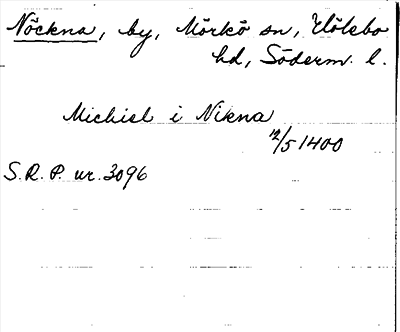 Nöckna, by, Mörkö sn, Hölebo
hd, Söderm. l.
Michiel i Nikna
12/5 1400
S.R.P. nr. 3096